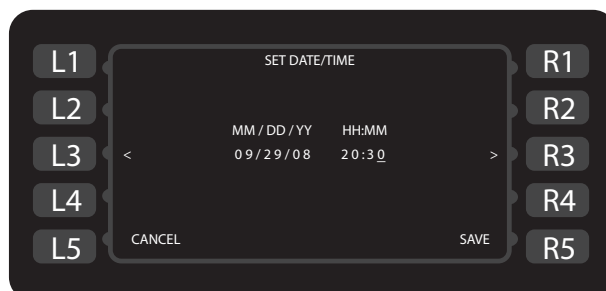 L1 SET DATE/TIME R1
L2 R2
MM / DD / YY HH:MM
L3 < 09/29/08 20:30 > R3
L4 R4
L5 CANCEL SAVE R5